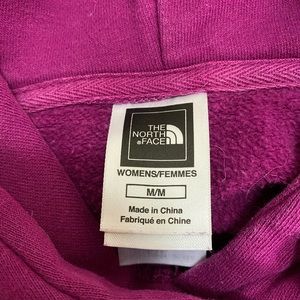 THE
NORTH
FACE
WOMENS/FEMMES
M/M
Made in China
Fabriqué en Chine